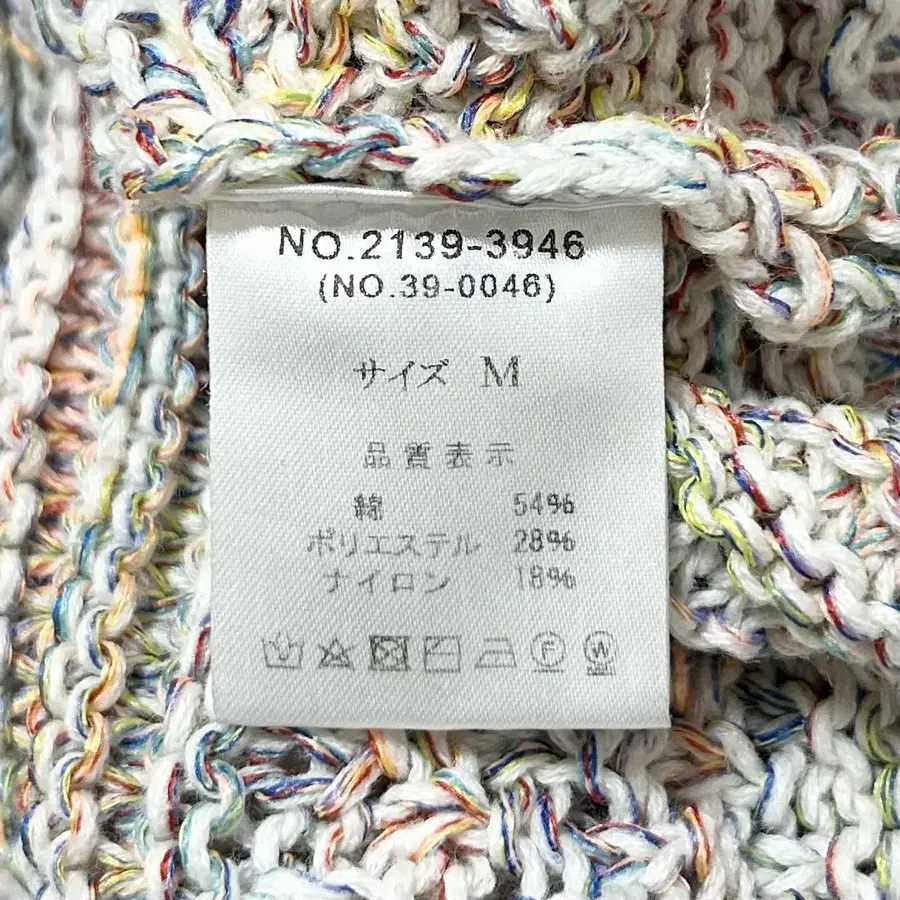 NO.2139-3946
(NO.39-0046)
サイズ M
品質表示
綿 54%
ポリエステル 28%
ナイロン 18%
F W